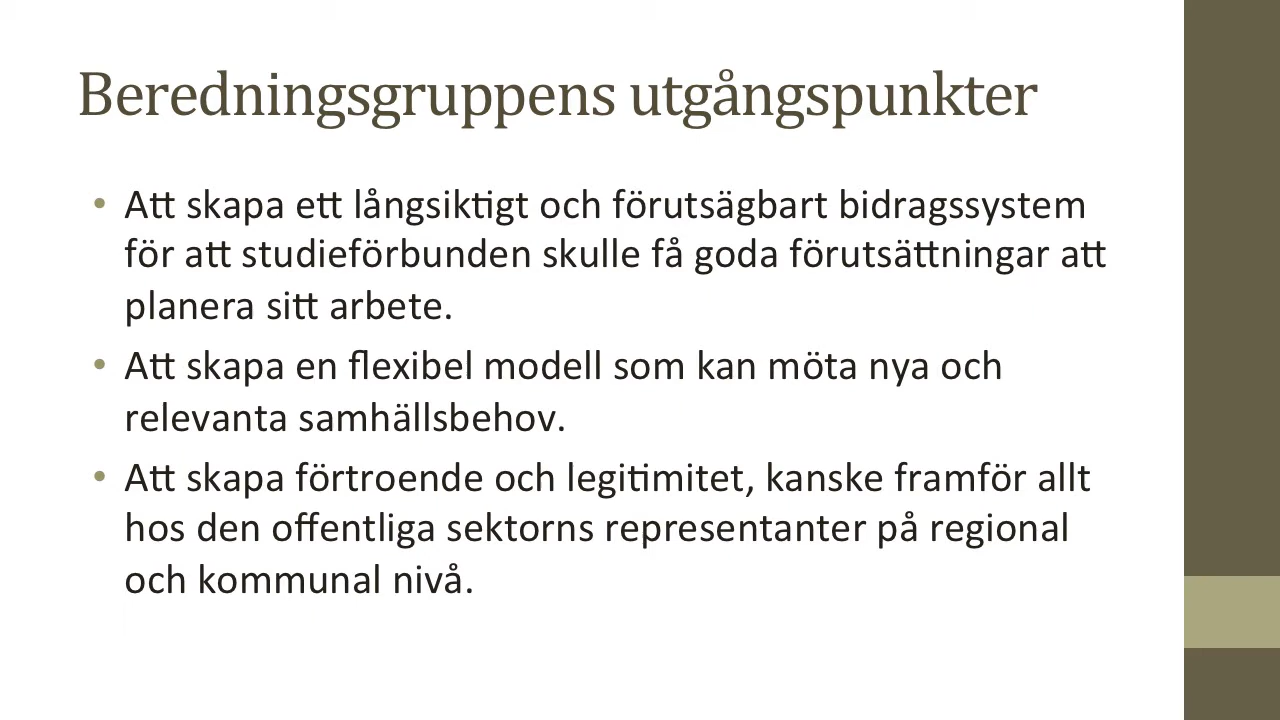 Beredningsgruppens utgångspunkter
• Att skapa ett långsiktigt och förutsägbart bidragssystem
för att studieförbunden skulle få goda förutsättningar att
planera sitt arbete.
• Att skapa en flexibel modell som kan möta nya och
relevanta samhällsbehov.
• Att skapa förtroende och legitimitet, kanske framför allt
hos den offentliga sektorns representanter på regional
och kommunal nivå.